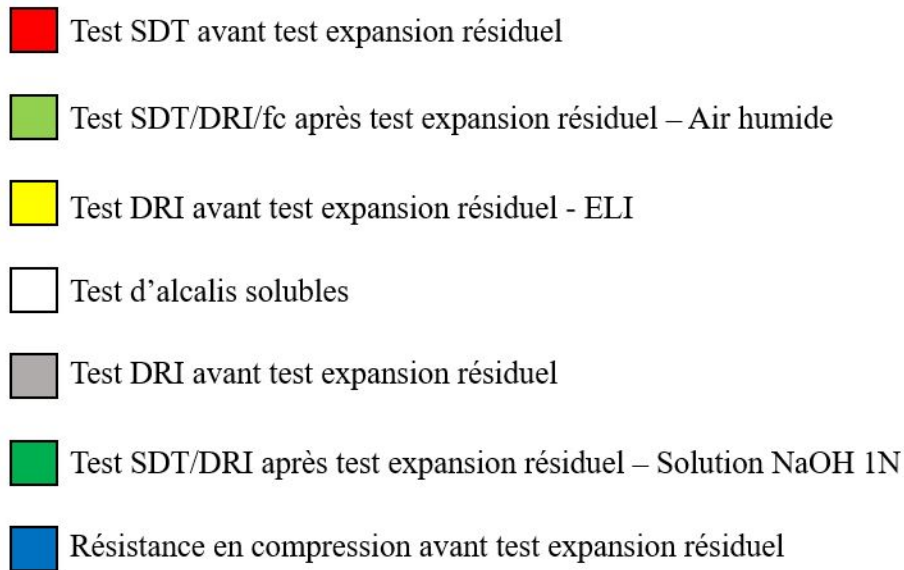 Test SDT avant test expansion résiduel
Test SDT/DRI/fc après test expansion résiduel – Air humide
Test DRI avant test expansion résiduel - ELI
Test d’alcalis solubles
Test DRI avant test expansion résiduel
Test SDT/DRI après test expansion résiduel – Solution NaOH 1N
Résistance en compression avant test expansion résiduel